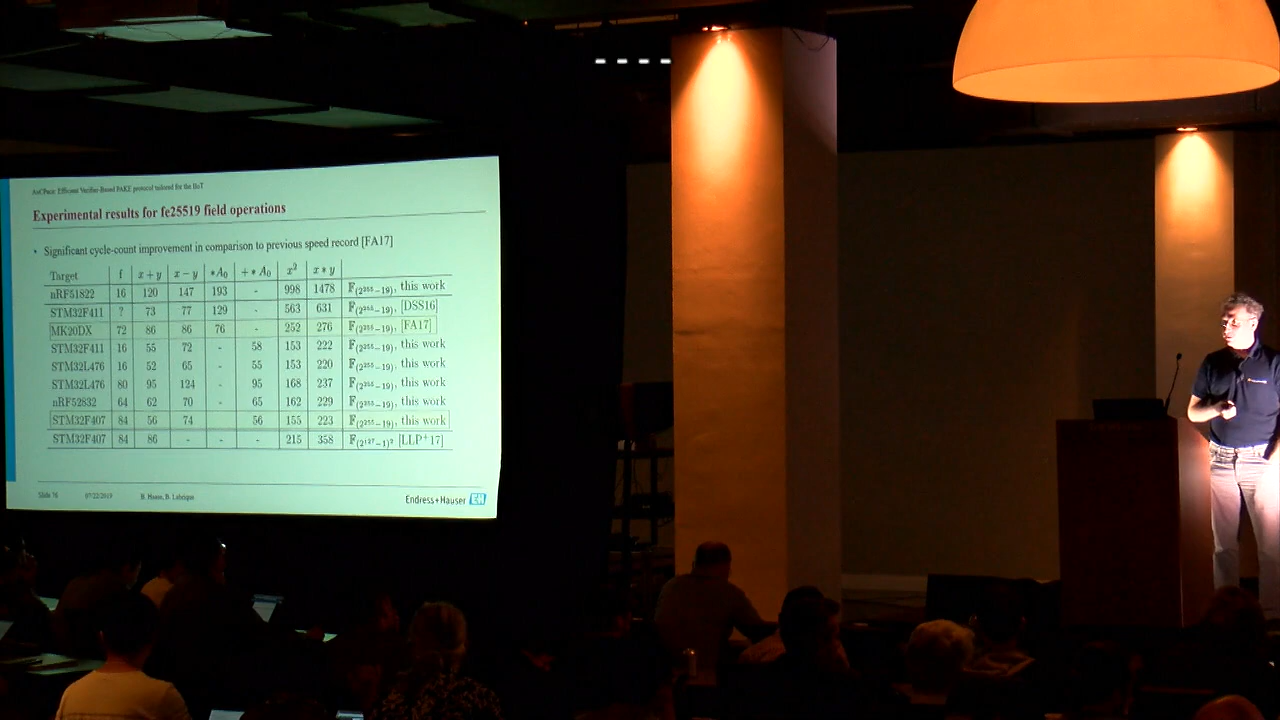 AuCPace: Efficient Verifier-Based PAKE protocol tailored for the IIoT
Experimental results for fe25519 field operations
• Significant cycle-count improvement in comparison to previous speed record [FA17]
Target f x + y x − y ∗A₀ + ∗ A₀ x² x ∗ y
nRF51822 16 120 147 193 - 998 1478 𝔽(2²⁵⁵−19), this work
STM32F411 ? 73 77 129 563 631 𝔽(2²⁵⁵−19), [DSS16]
MK20DX 72 86 86 76 - 252 276 𝔽(2²⁵⁵−19), [FA17]
STM32F411 16 55 72 - 58 153 222 𝔽(2²⁵⁵−19), this work
STM32L476 16 52 65 - 55 153 220 𝔽(2²⁵⁵−19), this work
STM32L476 80 95 124 - 95 168 237 𝔽(2²⁵⁵−19), this work
nRF52832 64 62 70 - 65 162 229 𝔽(2²⁵⁵−19), this work
STM32F407 84 56 74 56 155 223 𝔽(2²⁵⁵−19), this work
STM32F407 84 86 - - - 215 358 𝔽(2¹²⁷−1)² [LLP⁺17]
Slide 76 07/22/2019 B. Haase, B. Labrique
Endress+Hauser EH